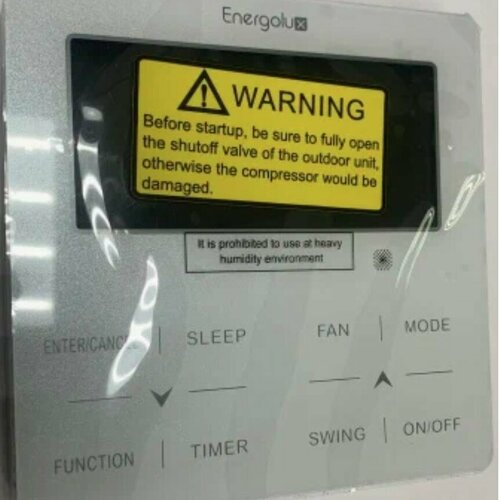 Energolux
WARNING
Before startup, be sure to fully open
the shutoff valve of the outdoor unit,
otherwise the compressor would be
damaged.
It is prohibited to use at heavy
humidity environment
ENTER/CANCEL | SLEEP
FAN | MODE
FUNCTION | TIMER
SWING | ON/OFF